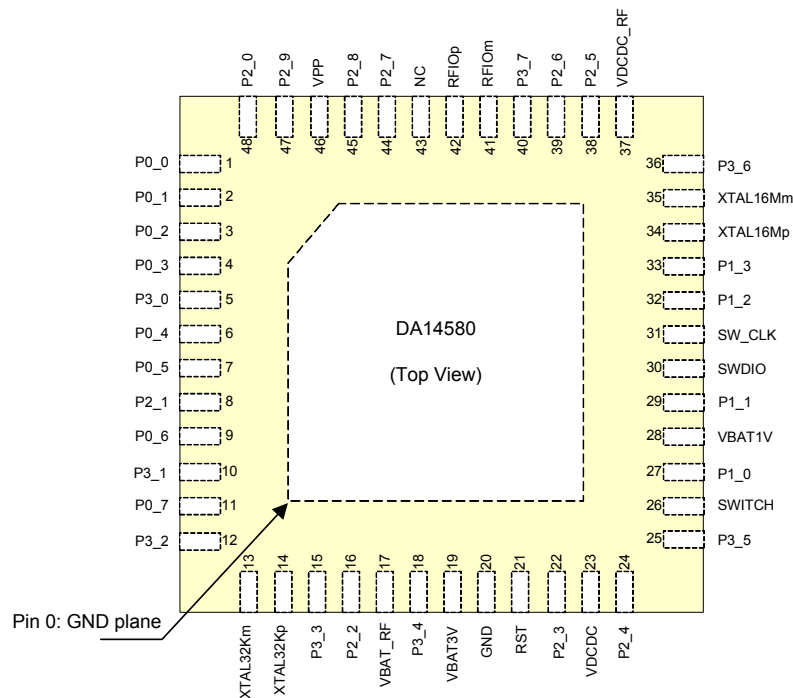 P2_0
P2_9
VPP
P2_8
P2_7
NC
RFIOp
RFIOm
P3_7
P2_6
P2_5
VDCDC_RF
48
47
46
45
44
43
42
41
40
39
38
37
P0_0 1
P0_1 2
P0_2 3
P0_3 4
P3_0 5
P0_4 6
P0_5 7
P2_1 8
P0_6 9
P3_1 10
P0_7 11
P3_2 12
DA14580
(Top View)
36 P3_6
35 XTAL16Mm
34 XTAL16Mp
33 P1_3
32 P1_2
31 SW_CLK
30 SWDIO
29 P1_1
28 VBAT1V
27 P1_0
26 SWITCH
25 P3_5
13
14
15
16
17
18
19
20
21
22
23
24
Pin 0: GND plane
XTAL32Km
XTAL32Kp
P3_3
P2_2
VBAT_RF
P3_4
VBAT3V
GND
RST
P2_3
VDCDC
P2_4